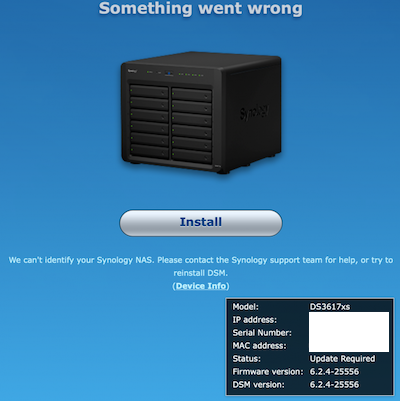 Something went wrong
Synology
Install
We can't identify your Synology NAS. Please contact the Synology support team for help, or try to
reinstall DSM.
(Device Info)
Model: DS3617xs
IP address:
Serial Number:
MAC address:
Status: Update Required
Firmware version: 6.2.4-25556
DSM version: 6.2.4-25556